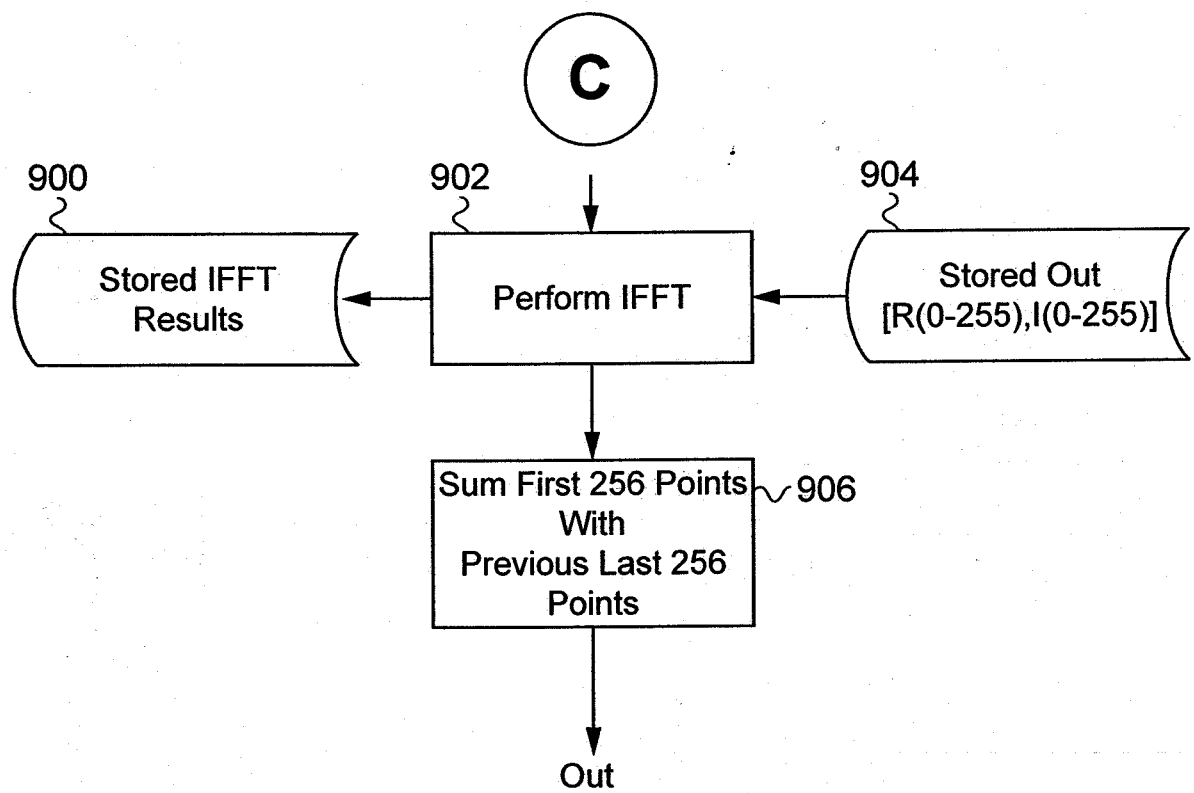 C
900
902
904
Stored IFFT
Results
Perform IFFT
Stored Out
[R(0-255),I(0-255)]
Sum First 256 Points
With
Previous Last 256
Points
906
Out